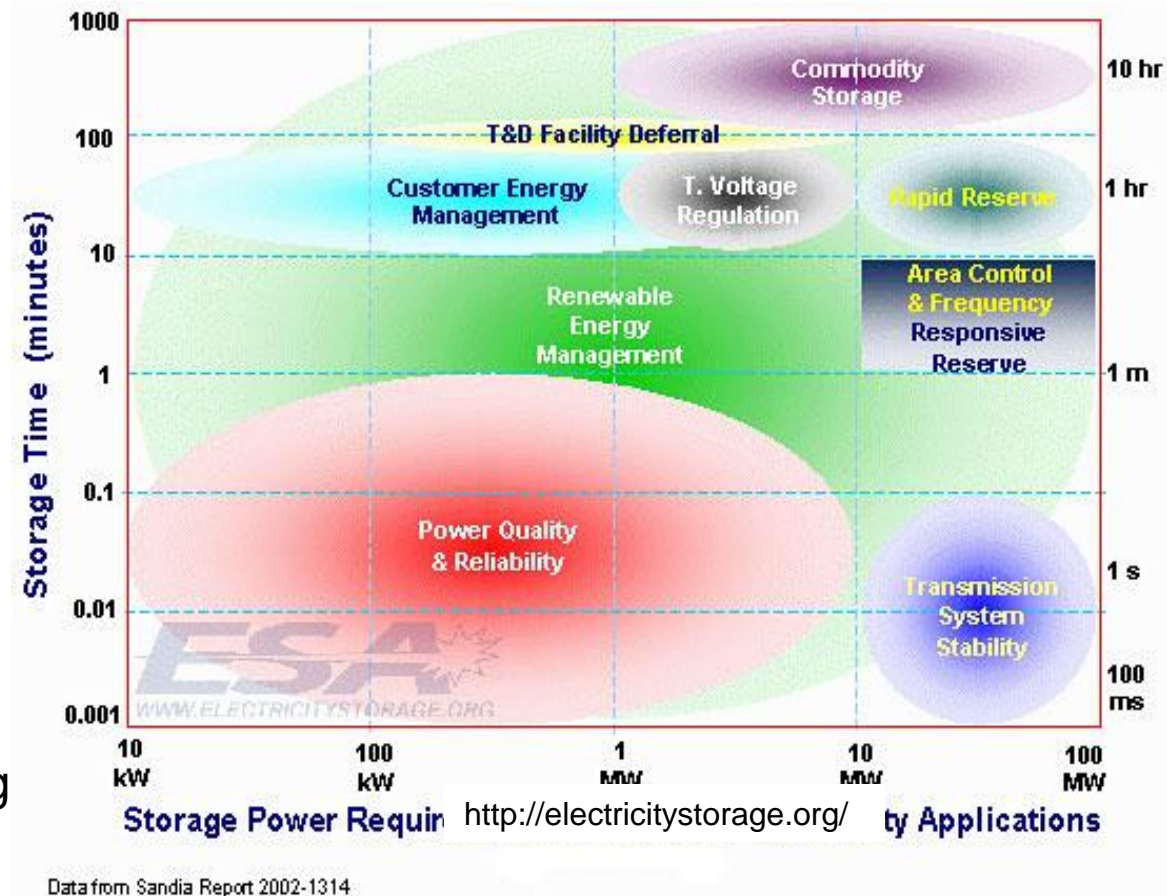 1000
100
10
1
0.1
0.01
0.001
Storage Time (minutes)
Commodity
Storage
T&D Facility Deferral
Customer Energy
Management
T. Voltage
Regulation
Rapid Reserve
Renewable
Energy
Management
Area Control
& Frequency
Responsive
Reserve
Power Quality
& Reliability
Transmission
System
Stability
ESA
WWW.ELECTRICITYSTORAGE.ORG
10 hr
1 hr
1 m
1 s
100
ms
10
kW
100
kW
1
MW
10
MW
100
MW
g
Storage Power http://electricitystorage.org/ Applications
Data from Sandia Report 2002-1314